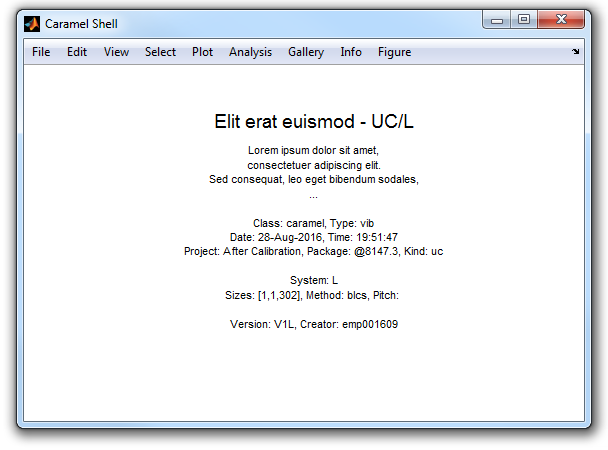 Caramel Shell
File Edit View Select Plot Analysis Gallery Info Figure
Elit erat euismod - UC/L
Lorem ipsum dolor sit amet,
consectetuer adipiscing elit.
Sed consequat, leo eget bibendum sodales,
...
Class: caramel, Type: vib
Date: 28-Aug-2016, Time: 19:51:47
Project: After Calibration, Package: @8147.3, Kind: uc
System: L
Sizes: [1,1,302], Method: blcs, Pitch:
Version: V1L, Creator: emp001609